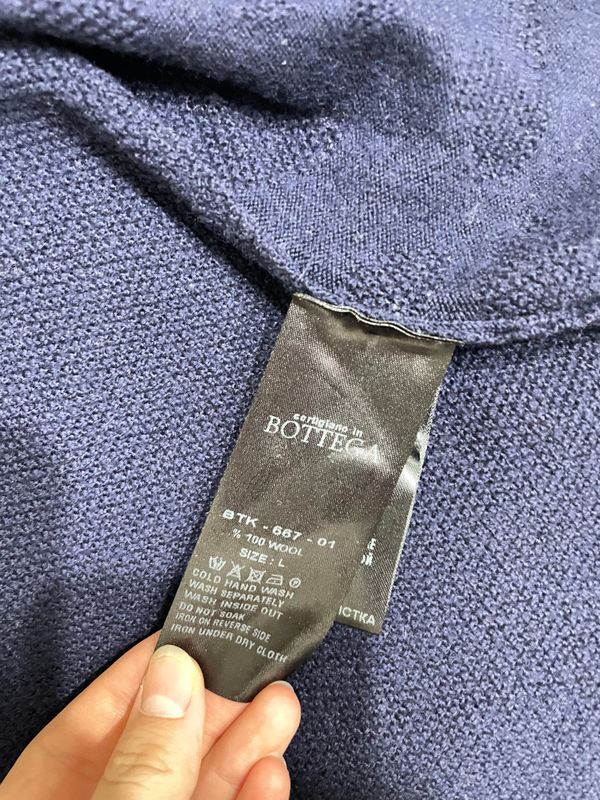 sartigiano in
BOTTEGA
BTK - 667 - 01
% 100 WOOL
SIZE : L
COLD HAND WASH
WASH SEPARATELY
WASH INSIDE OUT
DO NOT SOAK
IRON ON REVERSE SIDE
IRON UNDER DRY CLOTH